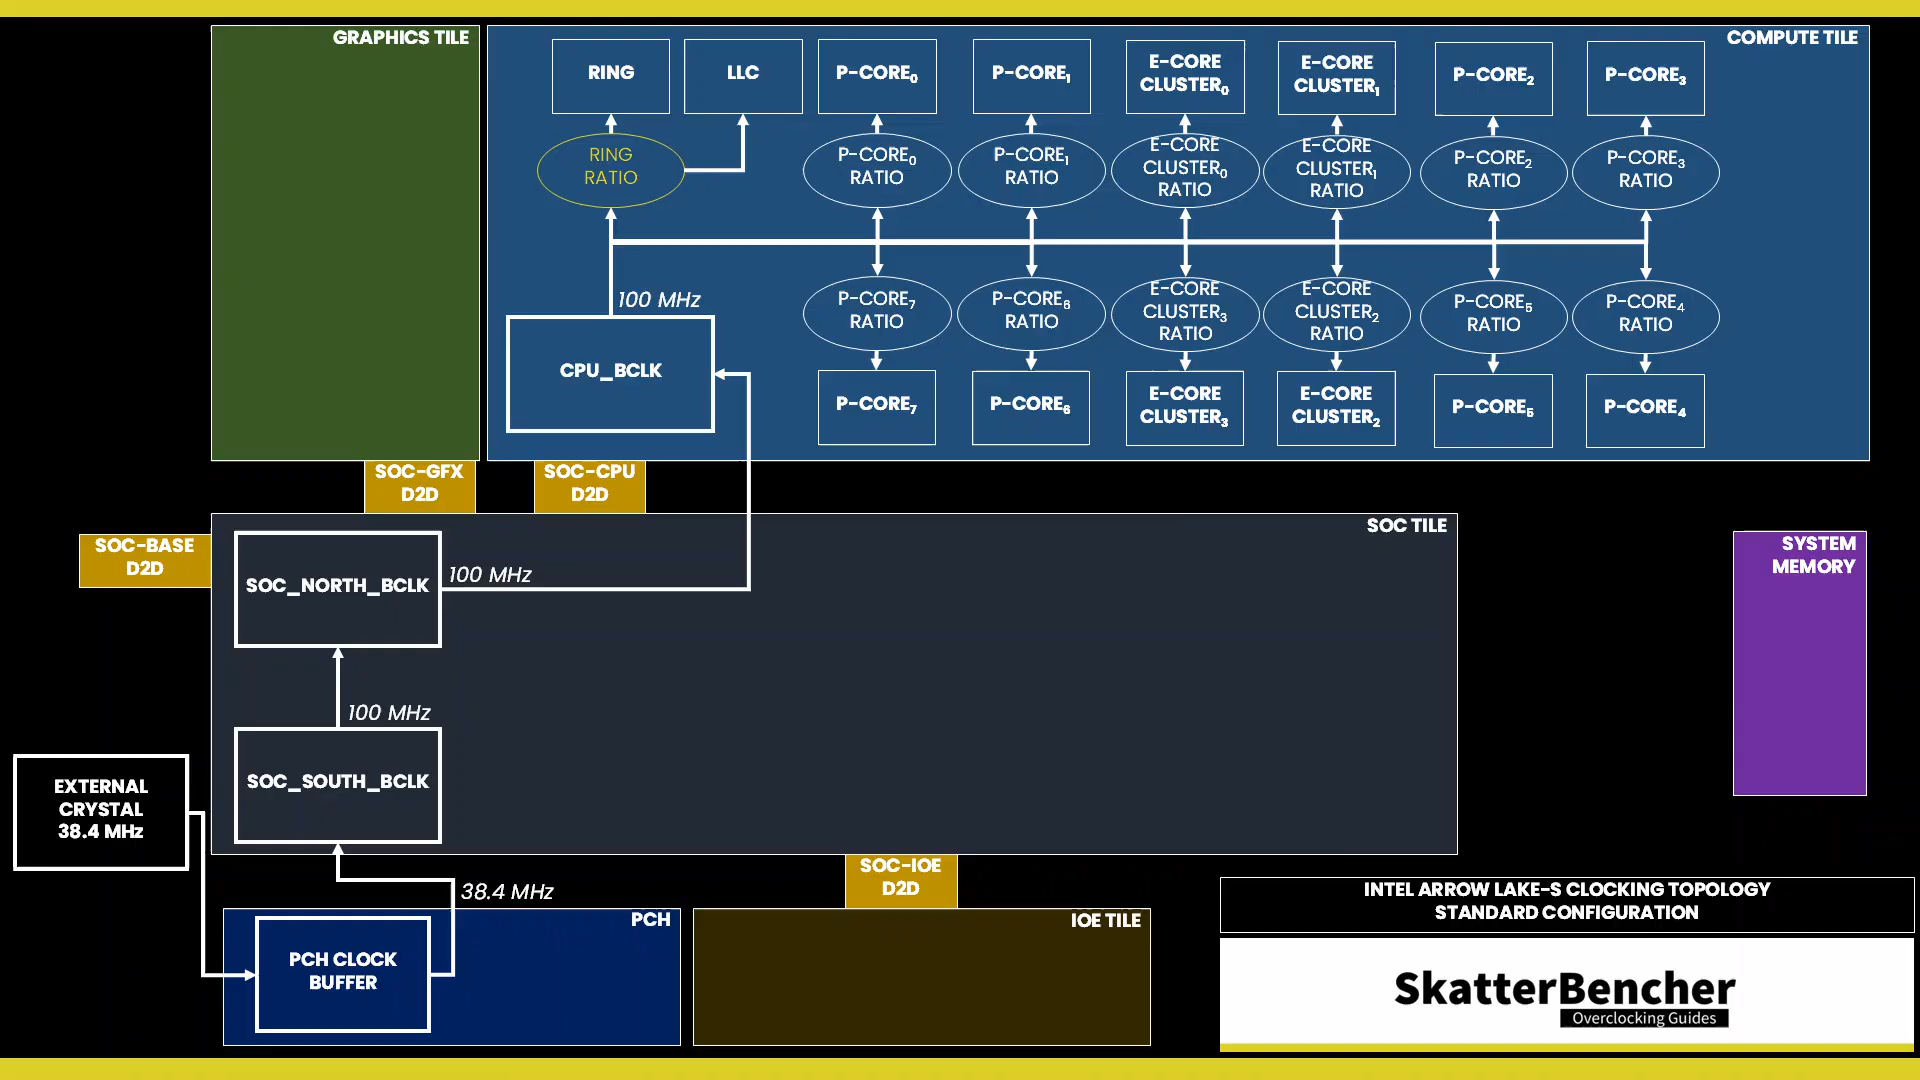 GRAPHICS TILE
COMPUTE TILE
RING
LLC
P-CORE₀
P-CORE₁
E-CORE
CLUSTER₀
E-CORE
CLUSTER₁
P-CORE₂
P-CORE₃
RING
RATIO
P-CORE₀
RATIO
P-CORE₁
RATIO
E-CORE
CLUSTER₀
RATIO
E-CORE
CLUSTER₁
RATIO
P-CORE₂
RATIO
P-CORE₃
RATIO
100 MHz
P-CORE₇
RATIO
P-CORE₆
RATIO
E-CORE
CLUSTER₃
RATIO
E-CORE
CLUSTER₂
RATIO
P-CORE₅
RATIO
P-CORE₄
RATIO
CPU_BCLK
P-CORE₇
P-CORE₆
E-CORE
CLUSTER₃
E-CORE
CLUSTER₂
P-CORE₅
P-CORE₄
SOC-GFX
D2D
SOC-CPU
D2D
SOC TILE
SOC-BASE
D2D
SYSTEM
MEMORY
SOC_NORTH_BCLK
100 MHz
100 MHz
SOC_SOUTH_BCLK
EXTERNAL
CRYSTAL
38.4 MHz
SOC-IOE
D2D
38.4 MHz
PCH
IOE TILE
PCH CLOCK
BUFFER
INTEL ARROW LAKE-S CLOCKING TOPOLOGY
STANDARD CONFIGURATION
SkatterBencher
Overclocking Guides